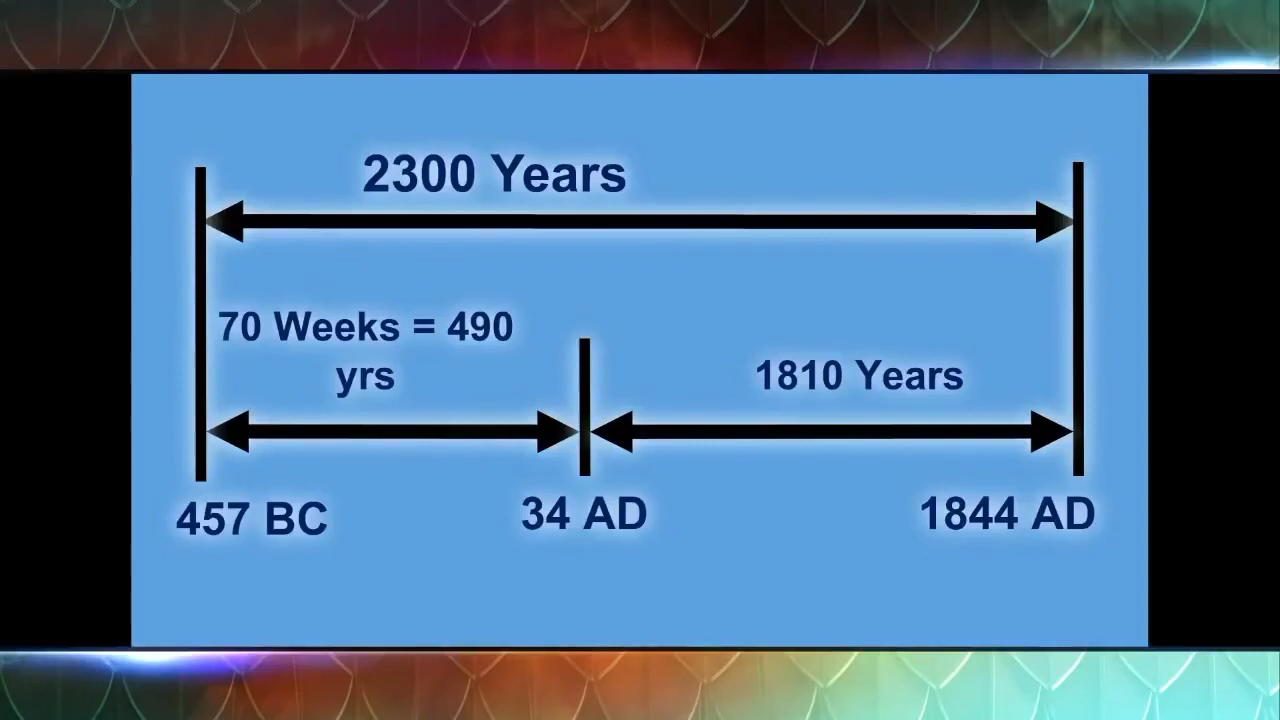 2300 Years
70 Weeks = 490
yrs
1810 Years
457 BC
34 AD
1844 AD